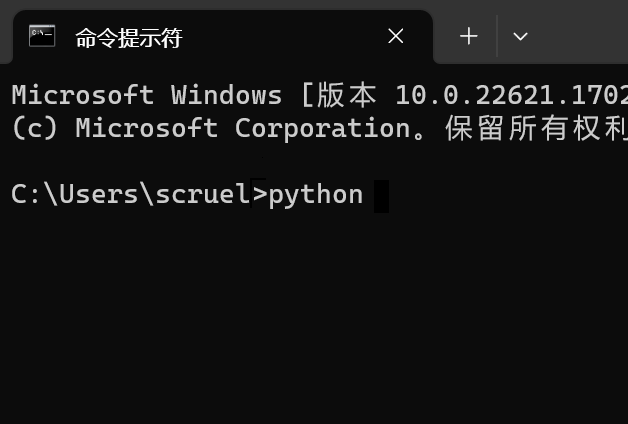 命令提示符
Microsoft Windows [版本 10.0.22621.1702
(c) Microsoft Corporation。保留所有权利
C:\Users\scruel>python